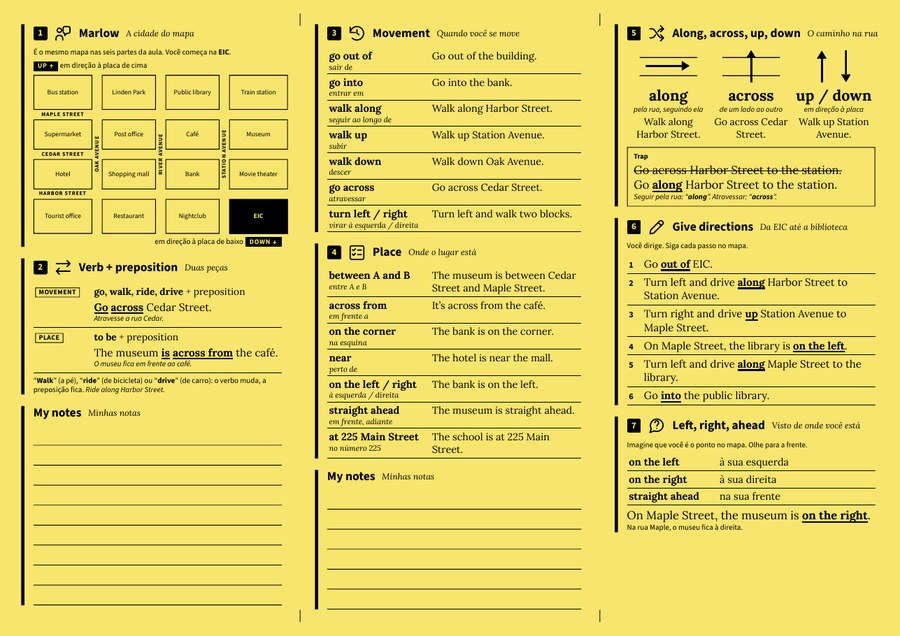 1 Marlow A cidade do mapa
É o mesmo mapa nas seis partes da aula. Você começa na EIC.
UP ↑ em direção à placa de cima
Bus station Linden Park Public library Train station
MAPLE STREET
Supermarket Post office Café Museum
OAK AVENUE RIVER AVENUE STATION AVENUE
CEDAR STREET
Hotel Shopping mall Bank Movie theater
HARBOR STREET
Tourist office Restaurant Nightclub EIC
em direção à placa de baixo DOWN ↓
2 Verb + preposition Duas peças
MOVEMENT go, walk, ride, drive + preposition
Go across Cedar Street.
Atravesse a rua Cedar.
PLACE to be + preposition
The museum is across from the café.
O museu fica em frente ao café.
“Walk” (a pé), “ride” (de bicicleta) ou “drive” (de carro): o verbo muda, a
preposição fica. Ride along Harbor Street.
My notes Minhas notas
3 Movement Quando você se move
go out of Go out of the building.
sair de
go into Go into the bank.
entrar em
walk along Walk along Harbor Street.
seguir ao longo de
walk up Walk up Station Avenue.
subir
walk down Walk down Oak Avenue.
descer
go across Go across Cedar Street.
atravessar
turn left / right Turn left and walk two blocks.
virar à esquerda / direita
4 Place Onde o lugar está
between A and B The museum is between Cedar
entre A e B Street and Maple Street.
across from It’s across from the café.
em frente a
on the corner The bank is on the corner.
na esquina
near The hotel is near the mall.
perto de
on the left / right The bank is on the left.
à esquerda / direita
straight ahead The museum is straight ahead.
em frente, adiante
at 225 Main Street The school is at 225 Main
no número 225 Street.
My notes Minhas notas
5 Along, across, up, down O caminho na rua
along across up / down
pela rua, seguindo ela de um lado ao outro em direção à placa
Walk along Go across Cedar Walk up Station
Harbor Street. Street. Avenue.
Trap
Go across Harbor Street to the station.
Go along Harbor Street to the station.
Seguir pela rua: “along”. Atravessar: “across”.
6 Give directions Da EIC até a biblioteca
Você dirige. Siga cada passo no mapa.
1 Go out of EIC.
2 Turn left and drive along Harbor Street to
Station Avenue.
3 Turn right and drive up Station Avenue to
Maple Street.
4 On Maple Street, the library is on the left.
5 Turn left and drive along Maple Street to the
library.
6 Go into the public library.
7 Left, right, ahead Visto de onde você está
Imagine que você é o ponto no mapa. Olhe para a frente.
on the left à sua esquerda
on the right à sua direita
straight ahead na sua frente
On Maple Street, the museum is on the right.
Na rua Maple, o museu fica à direita.